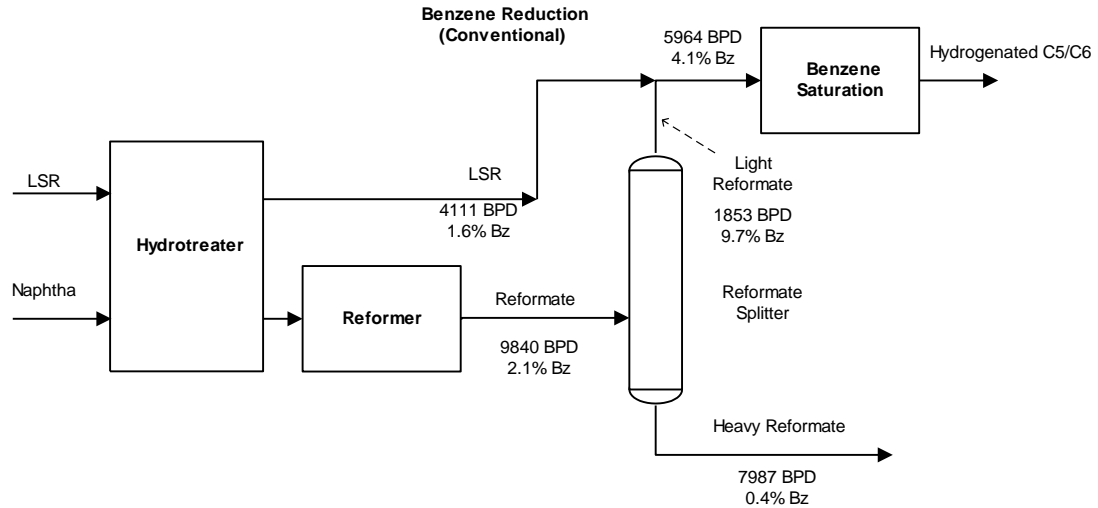 Benzene Reduction
(Conventional)
5964 BPD
4.1% Bz
Hydrogenated C5/C6
Benzene
Saturation
LSR
LSR
4111 BPD
1.6% Bz
Light
Reformate
1853 BPD
9.7% Bz
Hydrotreater
Naphtha
Reformer
Reformate
9840 BPD
2.1% Bz
Reformate
Splitter
Heavy Reformate
7987 BPD
0.4% Bz